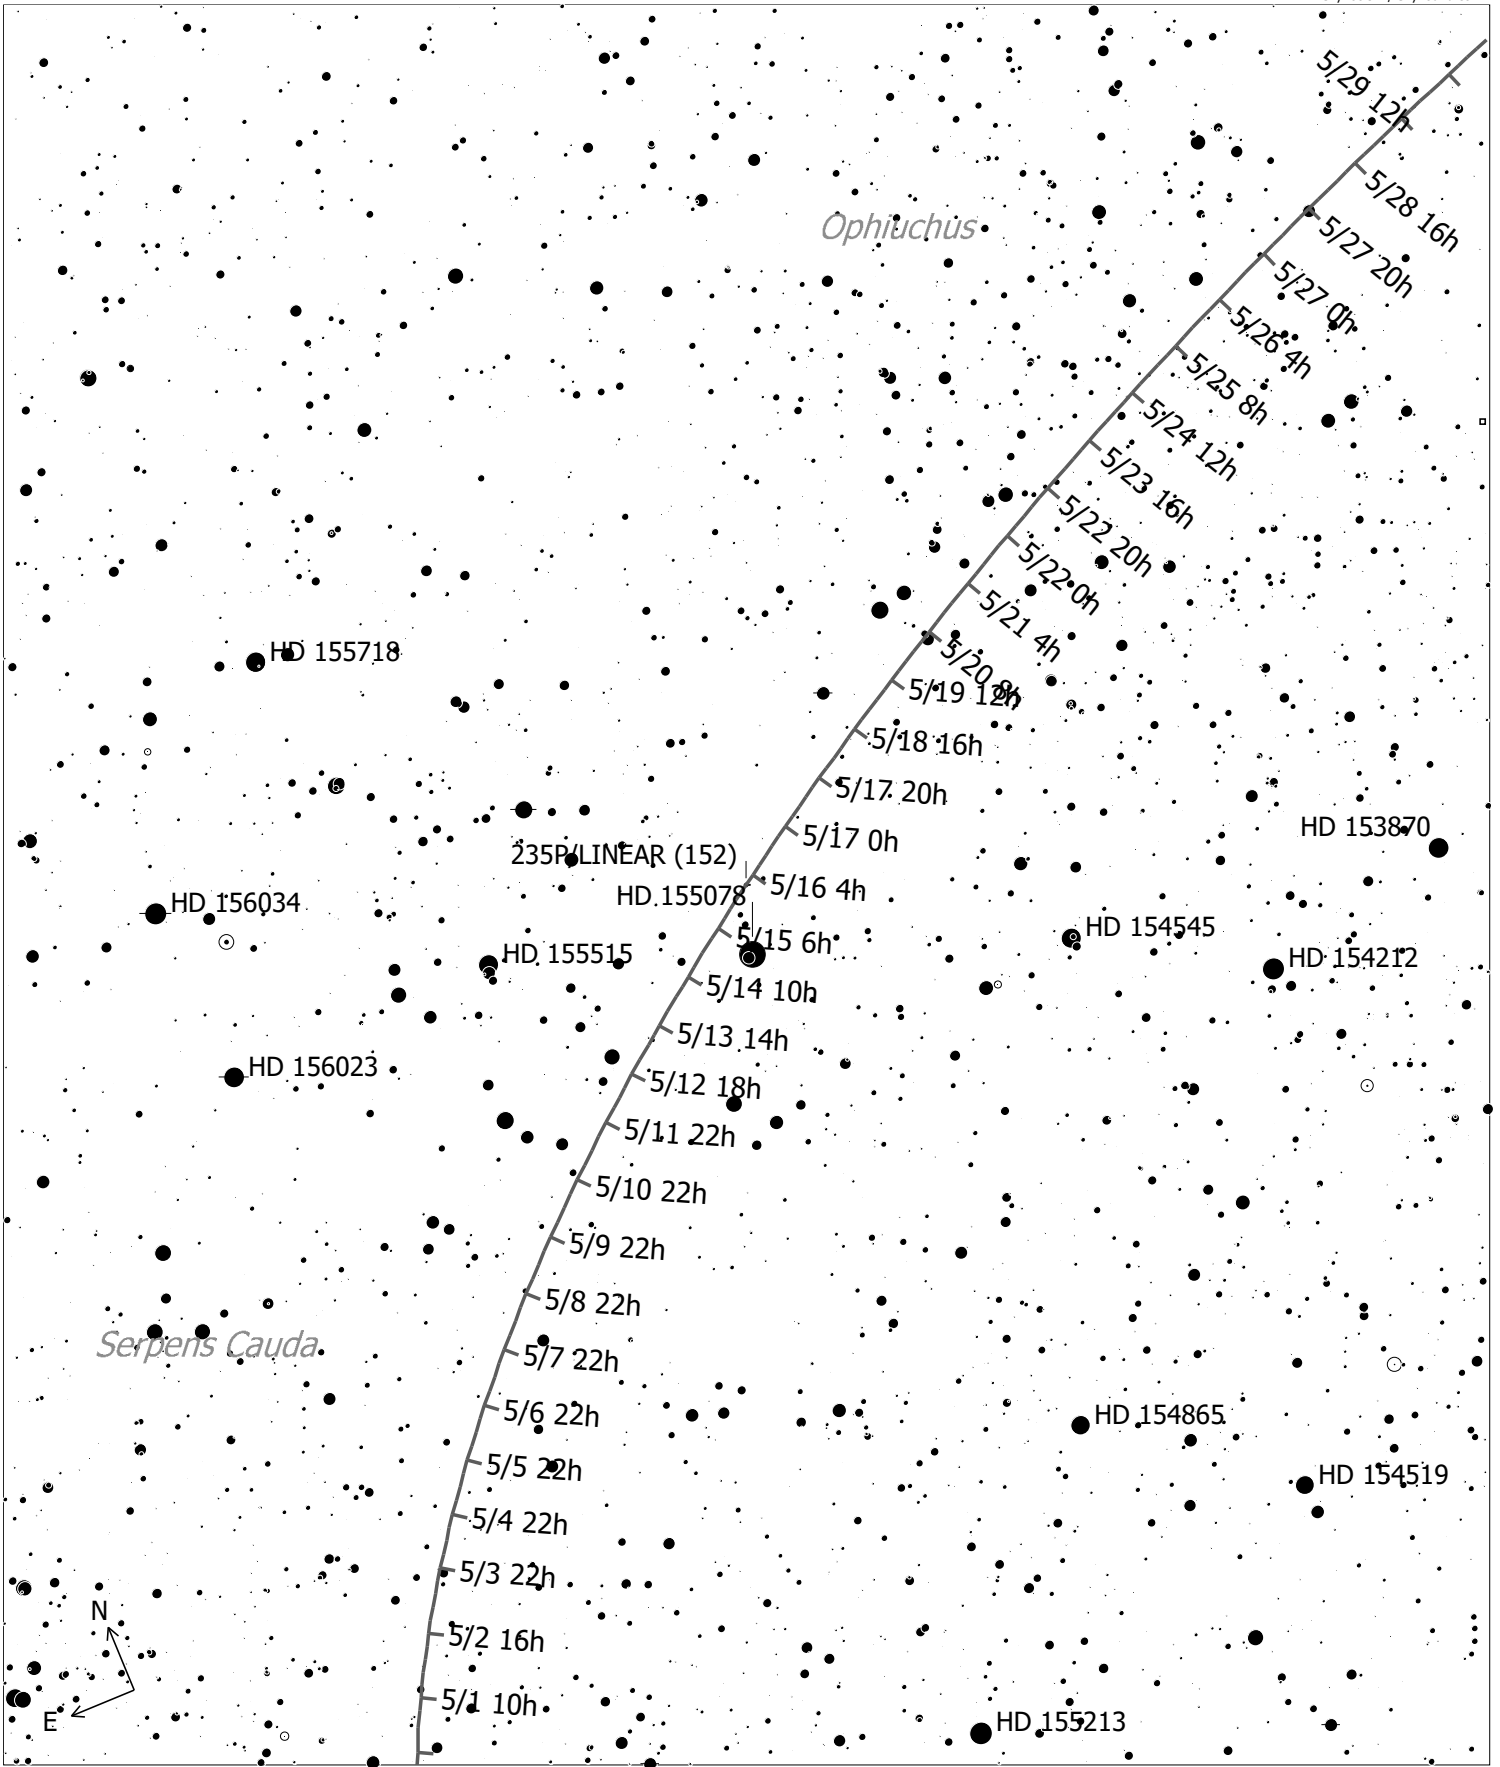 5/29 12h
5/28 16h
Ophiuchus
5/27 20h
5/27 0h
5/26 4h
5/25 8h
5/24 12h
5/23 16h
5/22 20h
5/22 0h
5/21 4h
HD 155718
5/20 8h
5/19 12h
5/18 16h
5/17 20h
HD 153870
5/17 0h
235P/LINEAR (152)
5/16 4h
HD 155078
HD 156034
HD 154545
5/15 6h
HD 155515
HD 154212
5/14 10h
5/13 14h
HD 156023
5/12 18h
5/11 22h
5/10 22h
5/9 22h
5/8 22h
Serpens Cauda
5/7 22h
5/6 22h
HD 154865
5/5 22h
HD 154519
5/4 22h
5/3 22h
N
5/2 16h
5/1 10h
E
HD 155213